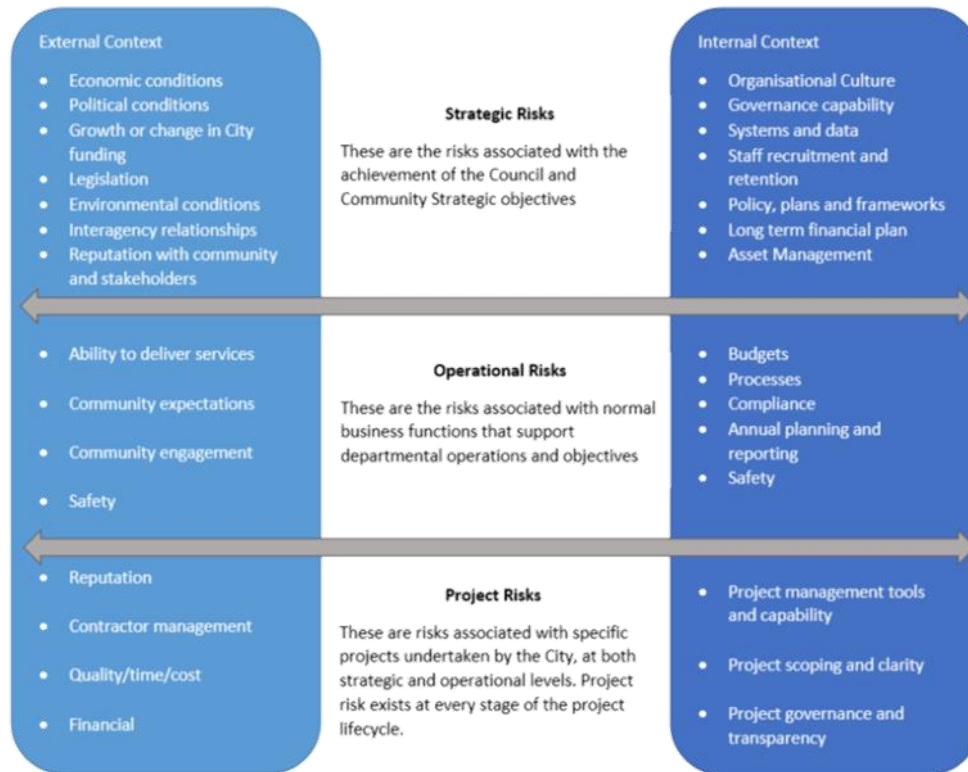 External Context
Economic conditions
Political conditions
Growth or change in City
funding
Legislation
Environmental conditions
Interagency relationships
Reputation with community
and stakeholders
Strategic Risks
These are the risks associated with the
achievement of the Council and
Community Strategic objectives
Internal Context
Organisational Culture
Governance capability
Systems and data
Staff recruitment and
retention
Policy, plans and frameworks
Long term financial plan
Asset Management
Ability to deliver services
Community expectations
Community engagement
Safety
Operational Risks
These are the risks associated with normal
business functions that support
departmental operations and objectives
Budgets
Processes
Compliance
Annual planning and
reporting
Safety
Reputation
Contractor management
Quality/time/cost
Financial
Project Risks
These are risks associated with specific
projects undertaken by the City, at both
strategic and operational levels. Project
risk exists at every stage of the project
lifecycle.
Project management tools
and capability
Project scoping and clarity
Project governance and
transparency